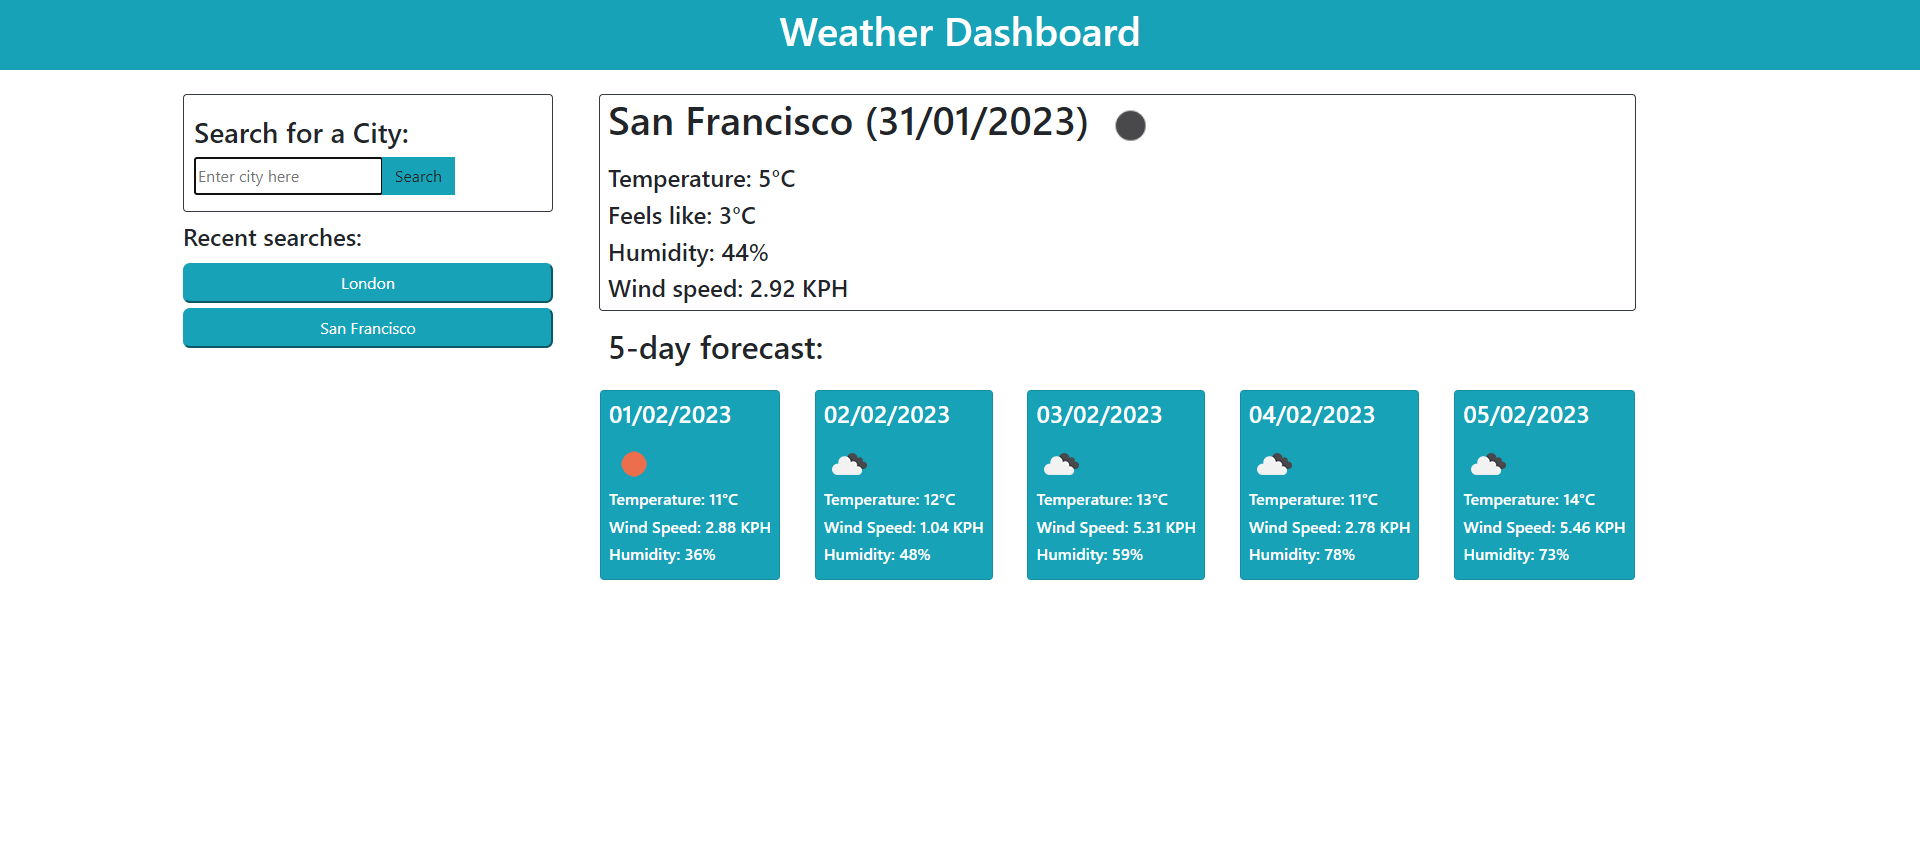 Weather Dashboard
Search for a City:
Enter city here
Search
Recent searches:
London
San Francisco
San Francisco (31/01/2023)
Temperature: 5°C
Feels like: 3°C
Humidity: 44%
Wind speed: 2.92 KPH
5-day forecast:
01/02/2023
Temperature: 11°C
Wind Speed: 2.88 KPH
Humidity: 36%
02/02/2023
Temperature: 12°C
Wind Speed: 1.04 KPH
Humidity: 48%
03/02/2023
Temperature: 13°C
Wind Speed: 5.31 KPH
Humidity: 59%
04/02/2023
Temperature: 11°C
Wind Speed: 2.78 KPH
Humidity: 78%
05/02/2023
Temperature: 14°C
Wind Speed: 5.46 KPH
Humidity: 73%